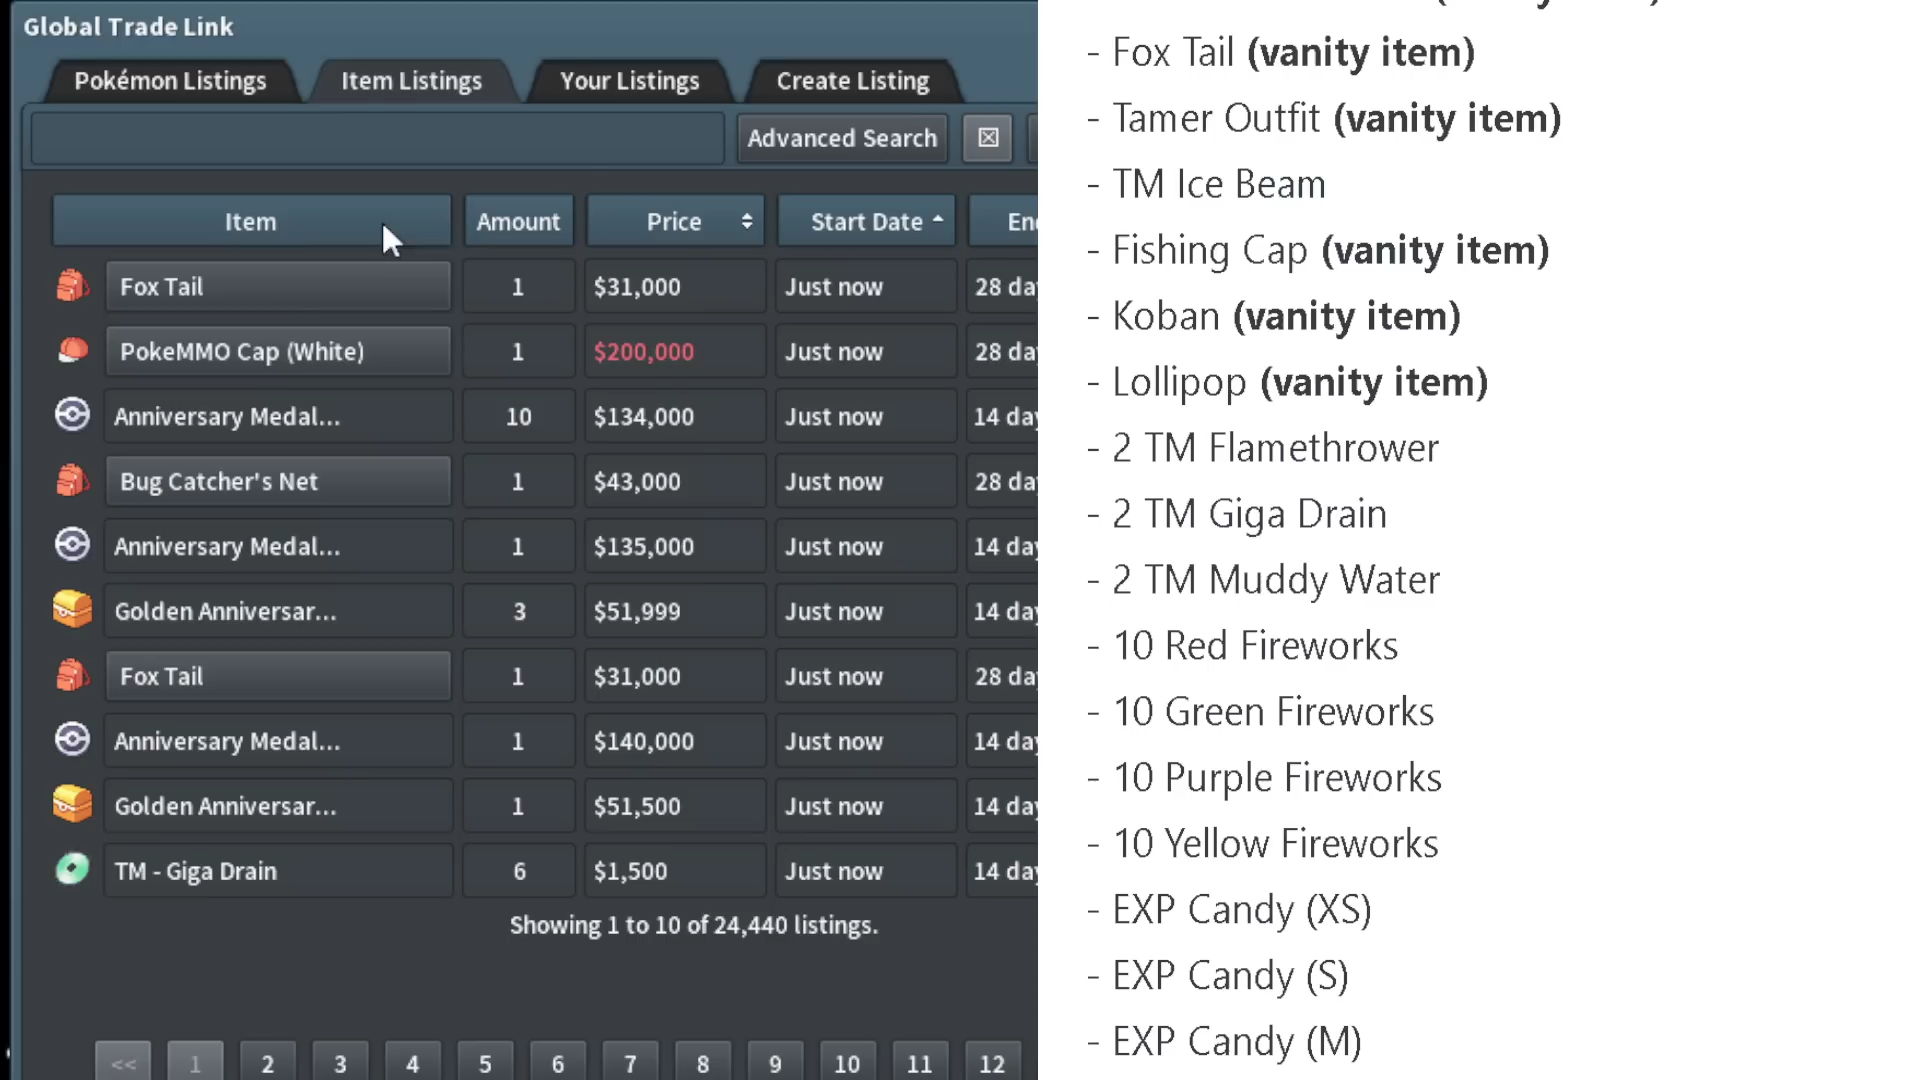 Global Trade Link
Pokémon Listings Item Listings Your Listings Create Listing
Advanced Search
Item Amount Price Start Date
Fox Tail 1 $31,000 Just now 28
PokeMMO Cap (White) 1 $200,000 Just now 28
Anniversary Medal... 10 $134,000 Just now 14
Bug Catcher's Net 1 $43,000 Just now 28
Anniversary Medal... 1 $135,000 Just now 14
Golden Anniversar... 3 $51,999 Just now 14
Fox Tail 1 $31,000 Just now 28
Anniversary Medal... 1 $140,000 Just now 14
Golden Anniversar... 1 $51,500 Just now 14
TM - Giga Drain 6 $1,500 Just now 14
Showing 1 to 10 of 24,440 listings.
<< 1 2 3 4 5 6 7 8 9 10 11 12
- Fox Tail (vanity item)
- Tamer Outfit (vanity item)
- TM Ice Beam
- Fishing Cap (vanity item)
- Koban (vanity item)
- Lollipop (vanity item)
- 2 TM Flamethrower
- 2 TM Giga Drain
- 2 TM Muddy Water
- 10 Red Fireworks
- 10 Green Fireworks
- 10 Purple Fireworks
- 10 Yellow Fireworks
- EXP Candy (XS)
- EXP Candy (S)
- EXP Candy (M)